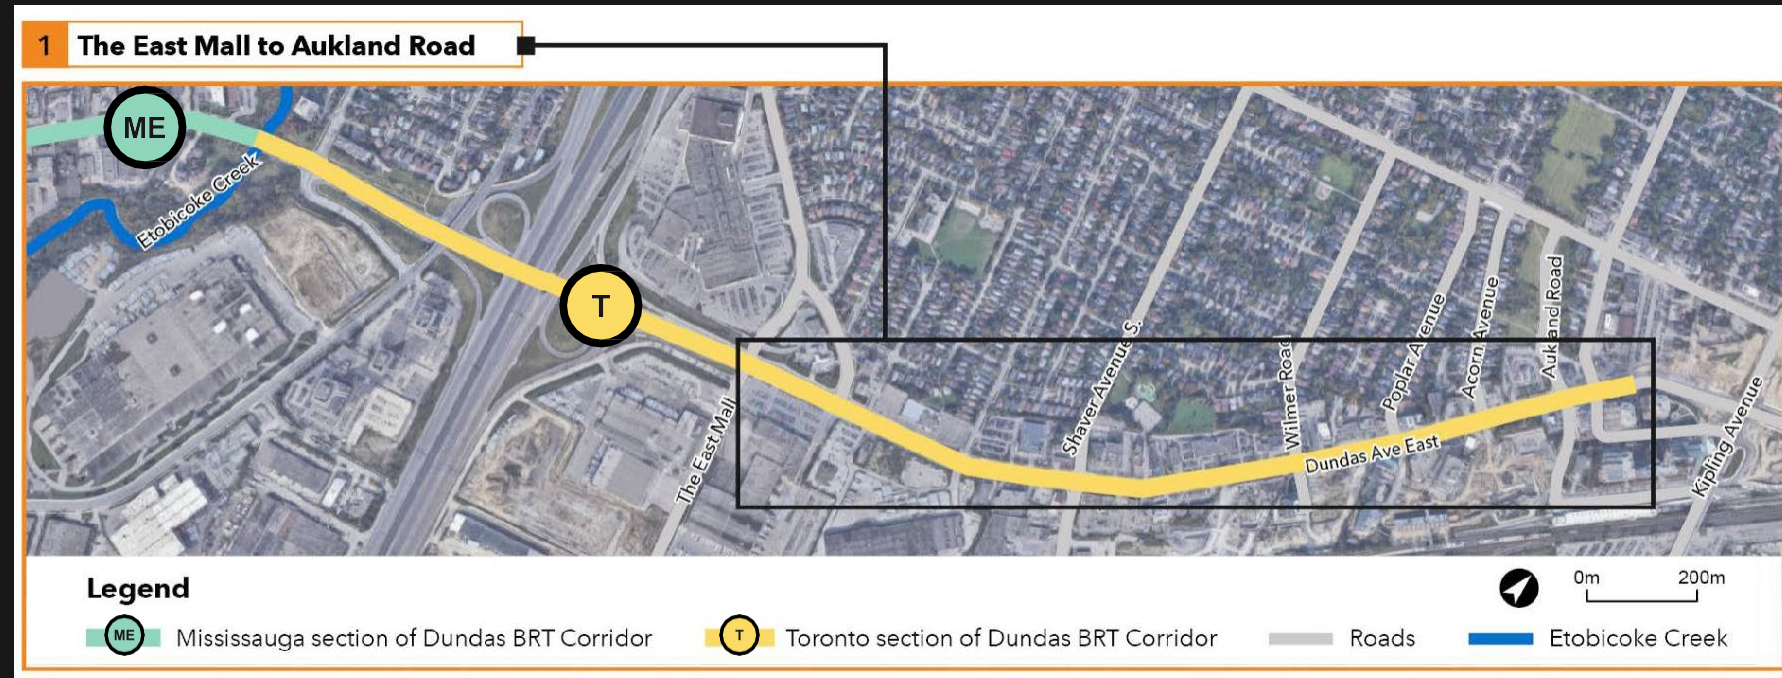 1 The East Mall to Aukland Road
ME
Etobicoke Creek
T
The East Mall
Shaver Avenue S.
Wilmer Road
Dundas Ave East
Poplar Avenue
Acorn Avenue
Aukland Road
Kipling Avenue
Legend
0m 200m
ME Mississauga section of Dundas BRT Corridor T Toronto section of Dundas BRT Corridor Roads Etobicoke Creek